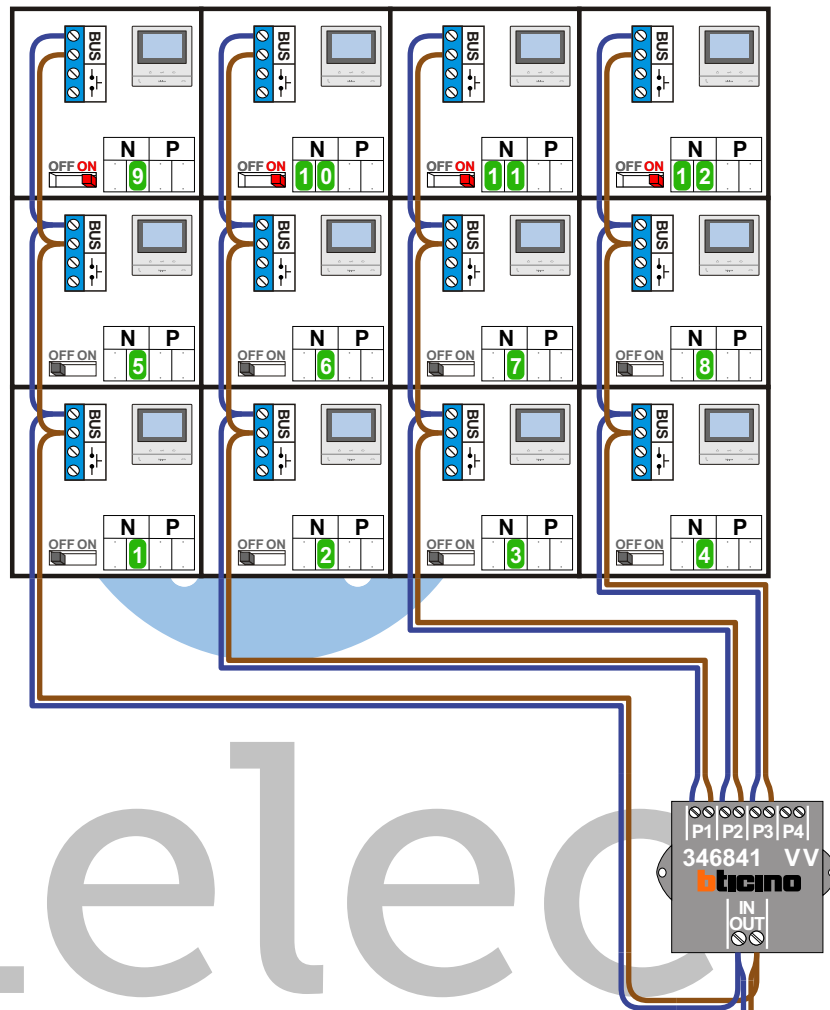 BUS BUS BUS BUS
N P N P N P N P
OFF ON OFF ON OFF ON OFF ON
9 10 11 12
BUS BUS BUS BUS
N P N P N P N P
OFF ON OFF ON OFF ON OFF ON
5 6 7 8
BUS BUS BUS BUS
N P N P N P N P
OFF ON OFF ON OFF ON OFF ON
1 2 3 4
elec
P1 P2 P3 P4
346841 VV
bticino
IN
OUT